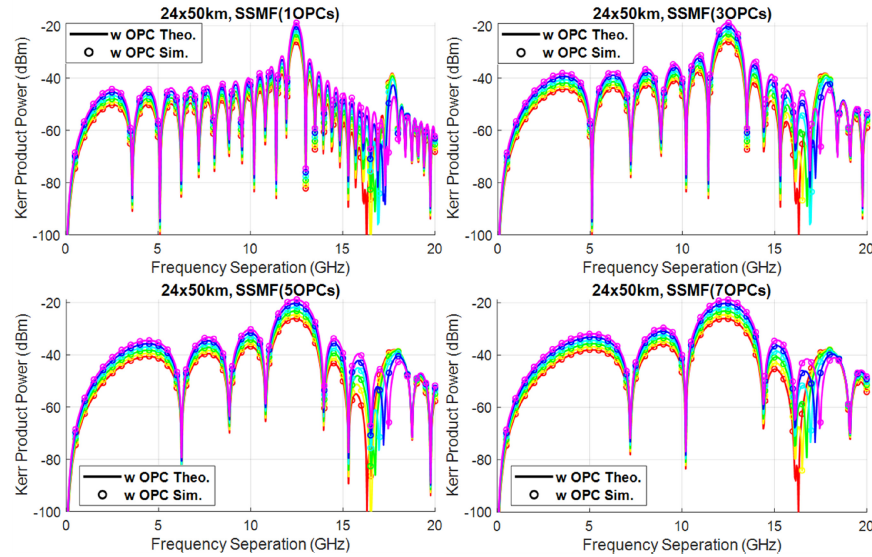 24x50km, SSMF(1OPCs)
Kerr Product Power (dBm)
-20
-40
-60
-80
-100
w OPC Theo.
w OPC Sim.
0 5 10 15 20
Frequency Seperation (GHz)
24x50km, SSMF(3OPCs)
Kerr Product Power (dBm)
-20
-40
-60
-80
-100
w OPC Theo.
w OPC Sim.
0 5 10 15 20
Frequency Seperation (GHz)
24x50km, SSMF(5OPCs)
Kerr Product Power (dBm)
-20
-40
-60
-80
-100
w OPC Theo.
w OPC Sim.
0 5 10 15 20
Frequency Seperation (GHz)
24x50km, SSMF(7OPCs)
Kerr Product Power (dBm)
-20
-40
-60
-80
-100
w OPC Theo.
w OPC Sim.
0 5 10 15 20
Frequency Seperation (GHz)